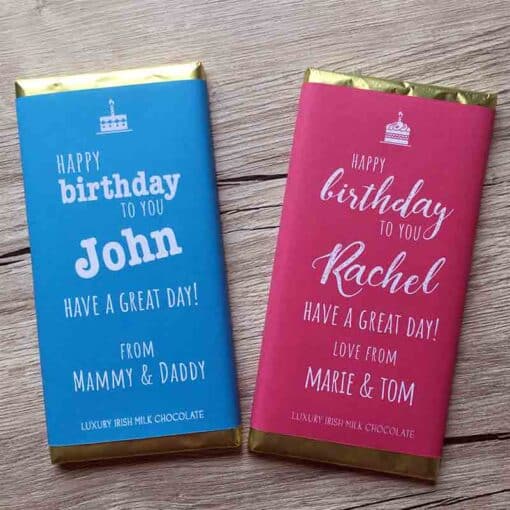 HAPPY
birthday
TO YOU
John
HAVE A GREAT DAY!
FROM
MAMMY & DADDY
LUXURY IRISH MILK CHOCOLATE
HAPPY
birthday
TO YOU
Rachel
HAVE A GREAT DAY!
LOVE FROM
MARIE & TOM
LUXURY IRISH MILK CHOCOLATE